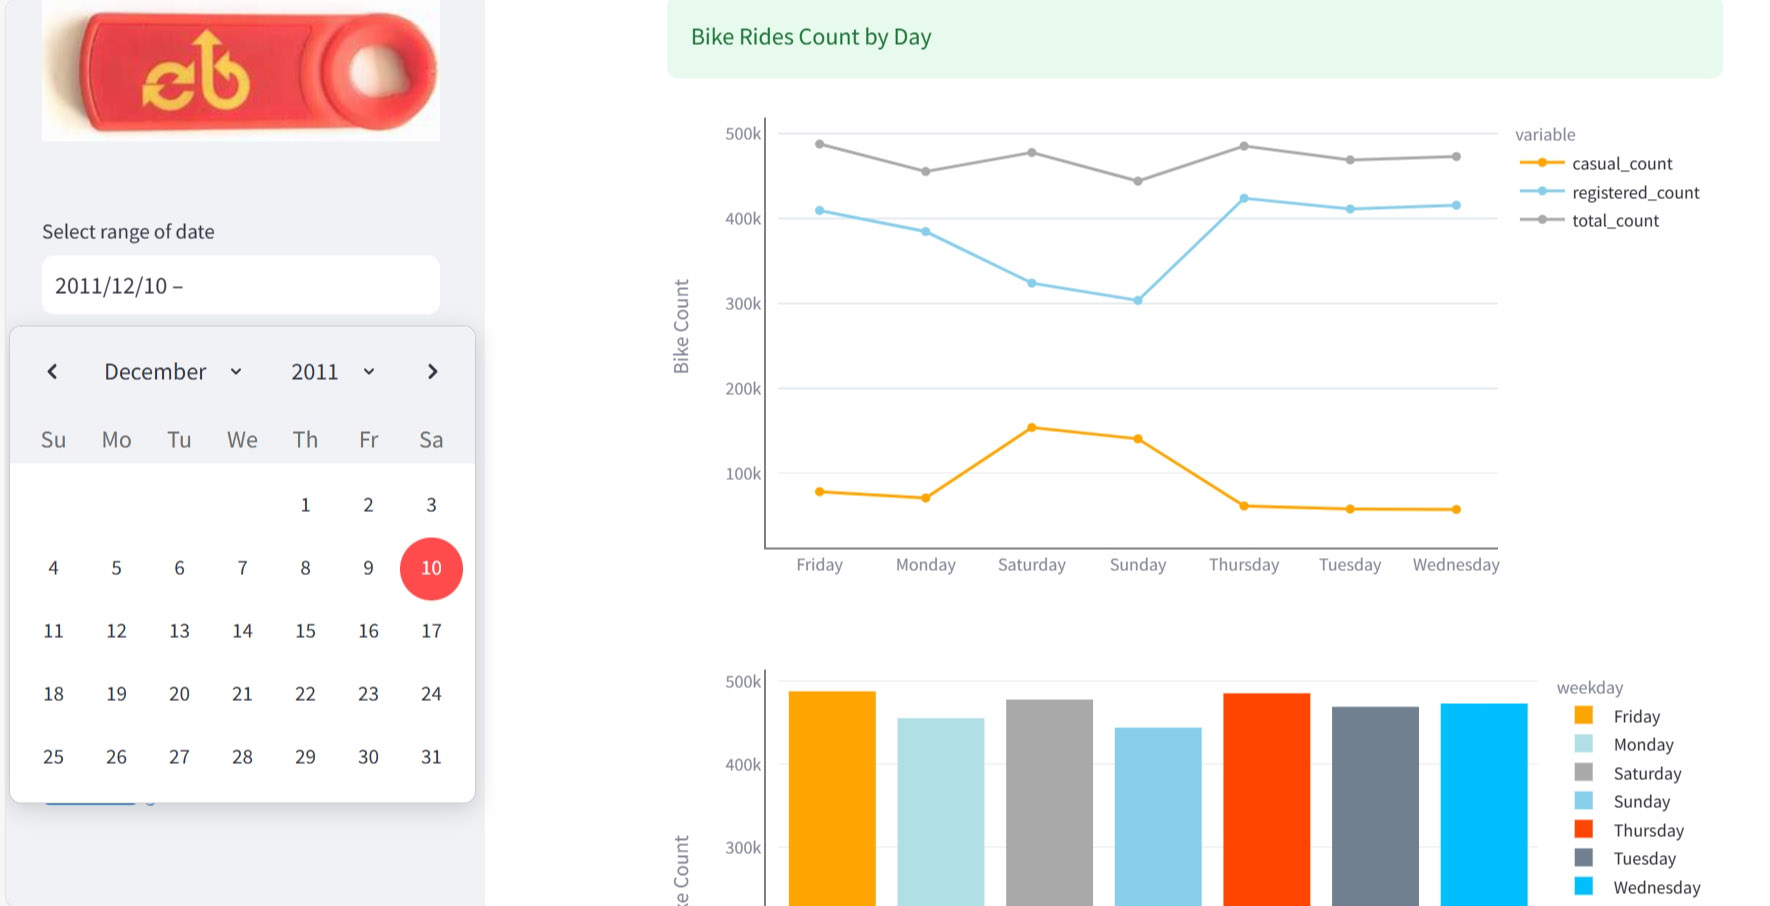 cb
Select range of date
2011/12/10 –
December 2011
Su Mo Tu We Th Fr Sa
1 2 3
4 5 6 7 8 9 10
11 12 13 14 15 16 17
18 19 20 21 22 23 24
25 26 27 28 29 30 31
Bike Rides Count by Day
500k
400k
300k
200k
100k
Bike Count
Friday Monday Saturday Sunday Thursday Tuesday Wednesday
variable
casual_count
registered_count
total_count
500k
400k
300k
ke Count
weekday
Friday
Monday
Saturday
Sunday
Thursday
Tuesday
Wednesday